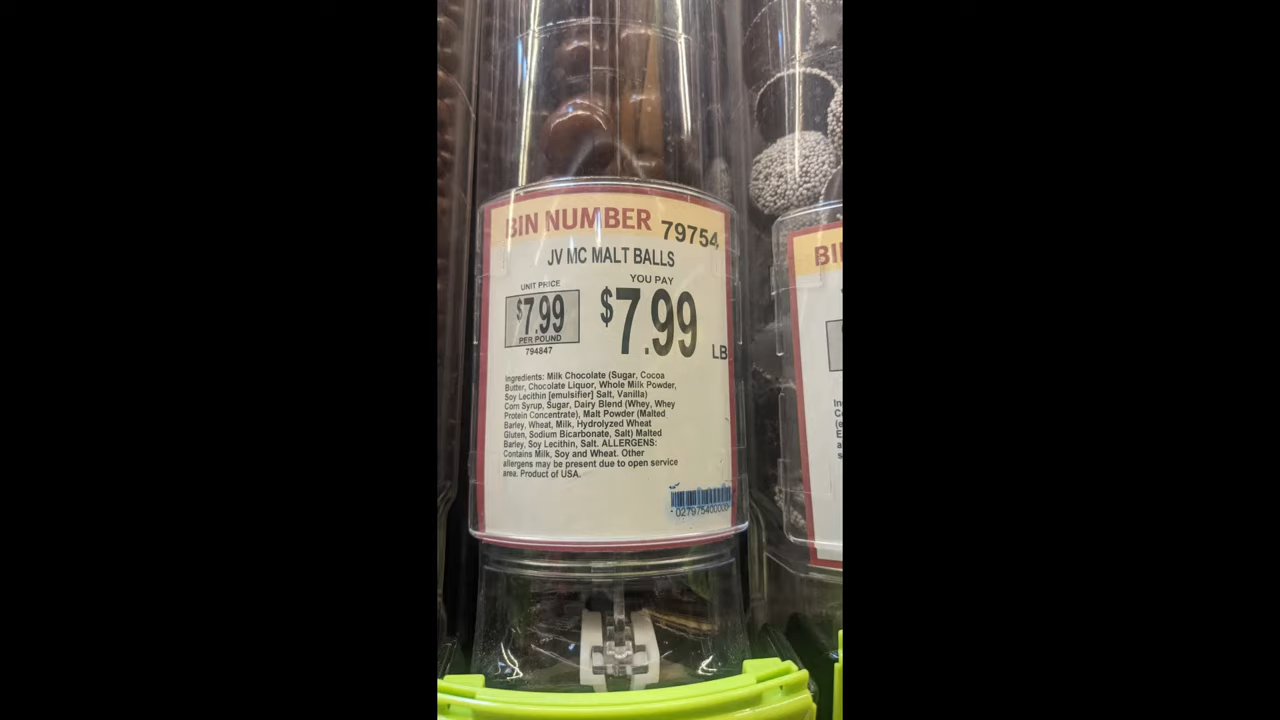 BIN NUMBER 79754
JV MC MALT BALLS
UNIT PRICE
YOU PAY
$7.99
PER POUND
794847
$7.99 LB
Ingredients: Milk Chocolate (Sugar, Cocoa
Butter, Chocolate Liquor, Whole Milk Powder,
Soy Lecithin [emulsifier] Salt, Vanilla)
Corn Syrup, Sugar, Dairy Blend (Whey, Whey
Protein Concentrate), Malt Powder (Malted
Barley, Wheat, Milk, Hydrolyzed Wheat
Gluten, Sodium Bicarbonate, Salt) Malted
Barley, Soy Lecithin, Salt. ALLERGENS:
Contains Milk, Soy and Wheat. Other
allergens may be present due to open service
area. Product of USA.
BI